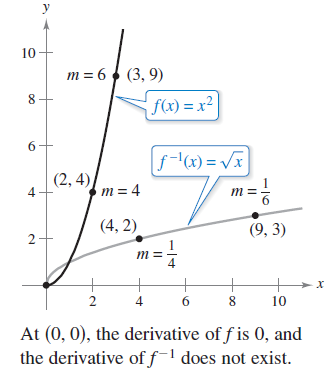 y
10
m = 6 (3, 9)
8
f(x) = x²
6
f⁻¹(x) = √x
(2, 4)
4
m = 4
m = 1/6
(4, 2)
(9, 3)
2
m = 1/4
x
2 4 6 8 10
At (0, 0), the derivative of f is 0, and
the derivative of f⁻¹ does not exist.